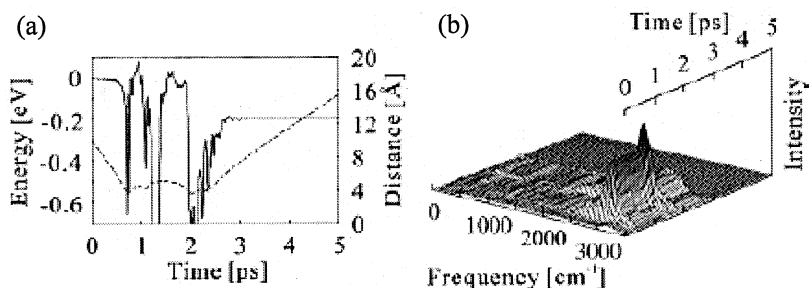 (a)
Energy [eV]
0
-0.2
-0.4
-0.6
20
16
12
8
4
0
Distance [Å]
0 1 2 3 4 5
Time [ps]
(b)
Time [ps]
0 1 2 3 4 5
Intensity
0 1000 2000 3000
Frequency [cm⁻¹]